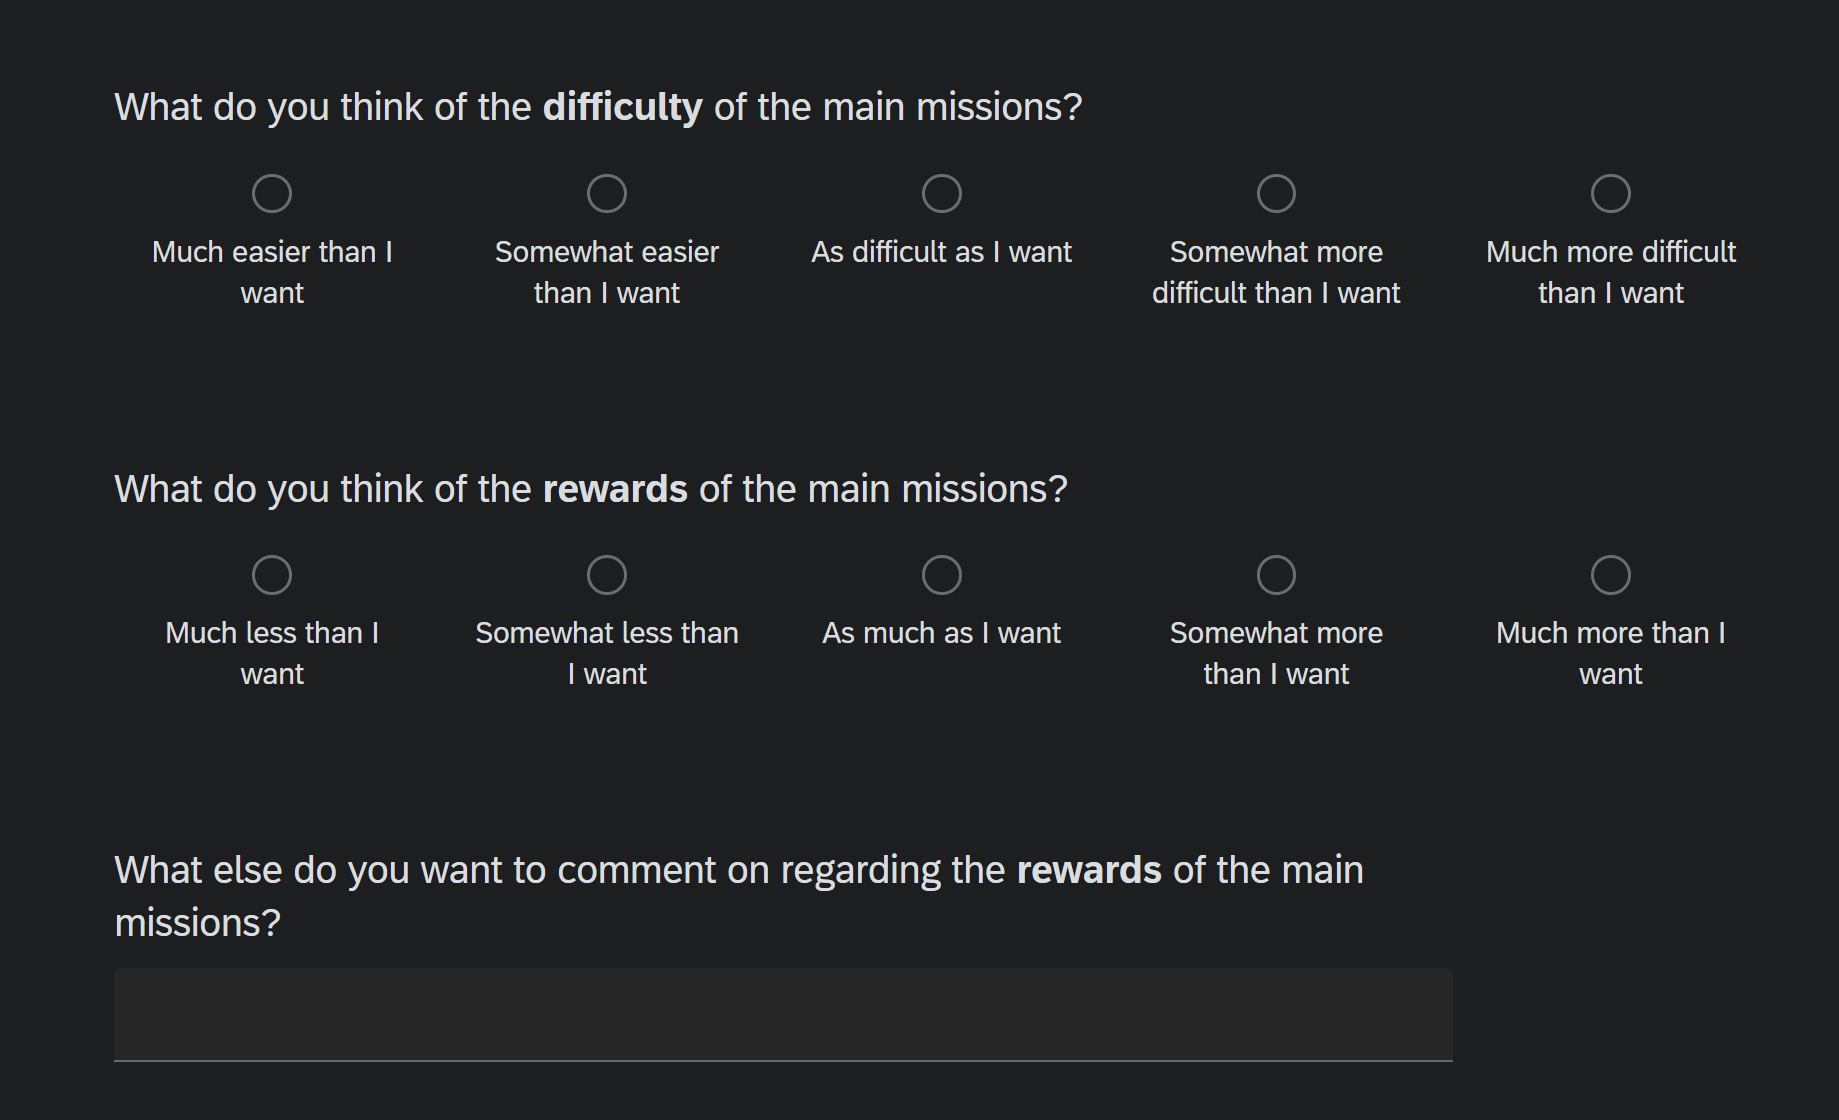 What do you think of the difficulty of the main missions?
Much easier than I
want
Somewhat easier
than I want
As difficult as I want
Somewhat more
difficult than I want
Much more difficult
than I want
What do you think of the rewards of the main missions?
Much less than I
want
Somewhat less than
I want
As much as I want
Somewhat more
than I want
Much more than I
want
What else do you want to comment on regarding the rewards of the main
missions?